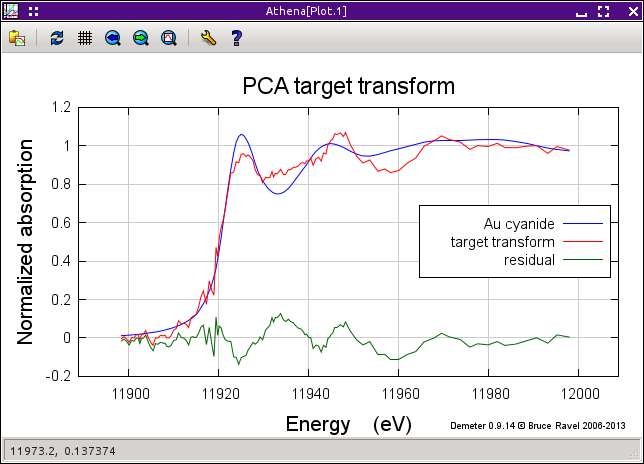 Athena[Plot.1]
PCA target transform
Normalized absorption
1.2
1
0.8
0.6
0.4
0.2
0
-0.2
Au cyanide
target transform
residual
11900 11920 11940 11960 11980 12000
Energy (eV)
Demeter 0.9.14 © Bruce Ravel 2006-2013
11973.2, 0.137374